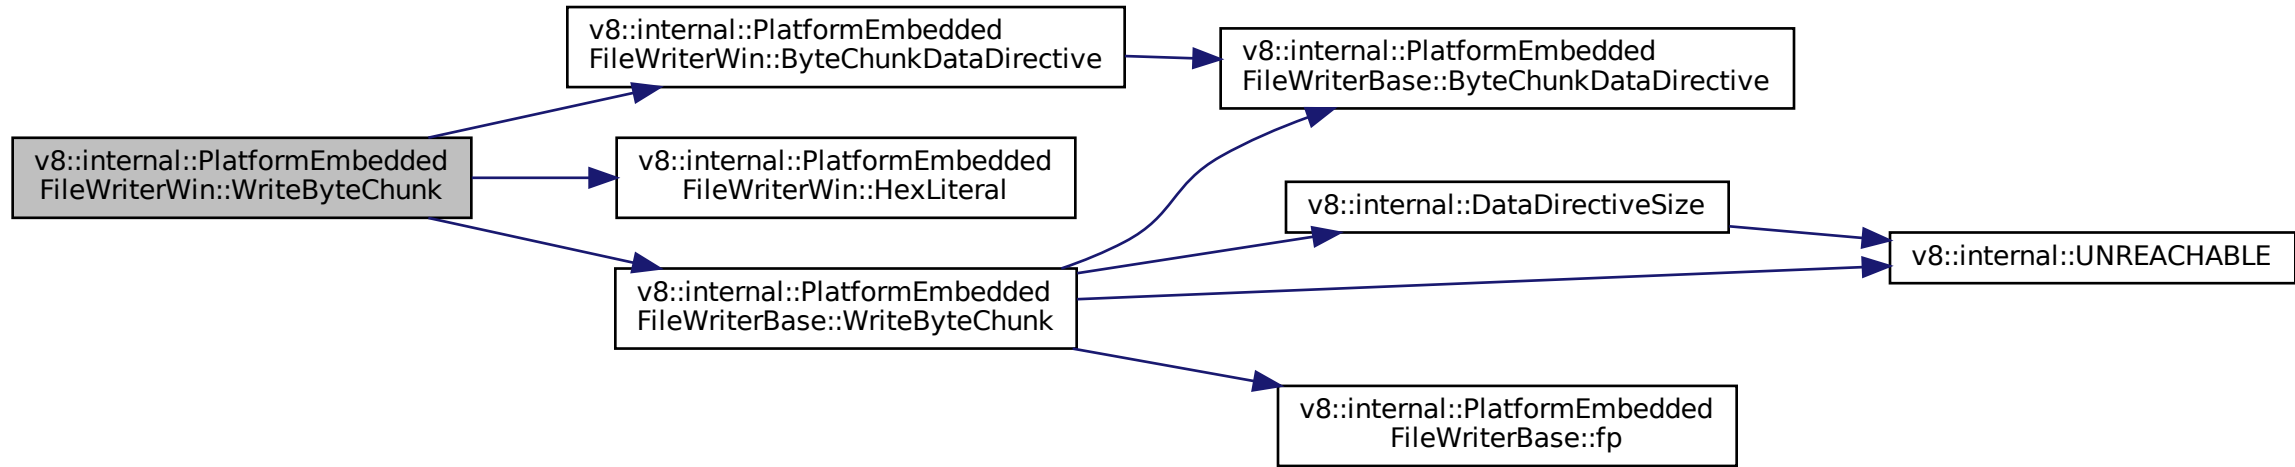 v8::internal::PlatformEmbedded
FileWriterWin::WriteByteChunk
v8::internal::PlatformEmbedded
FileWriterWin::ByteChunkDataDirective
v8::internal::PlatformEmbedded
FileWriterWin::HexLiteral
v8::internal::PlatformEmbedded
FileWriterBase::WriteByteChunk
v8::internal::PlatformEmbedded
FileWriterBase::ByteChunkDataDirective
v8::internal::DataDirectiveSize
v8::internal::PlatformEmbedded
FileWriterBase::fp
v8::internal::UNREACHABLE